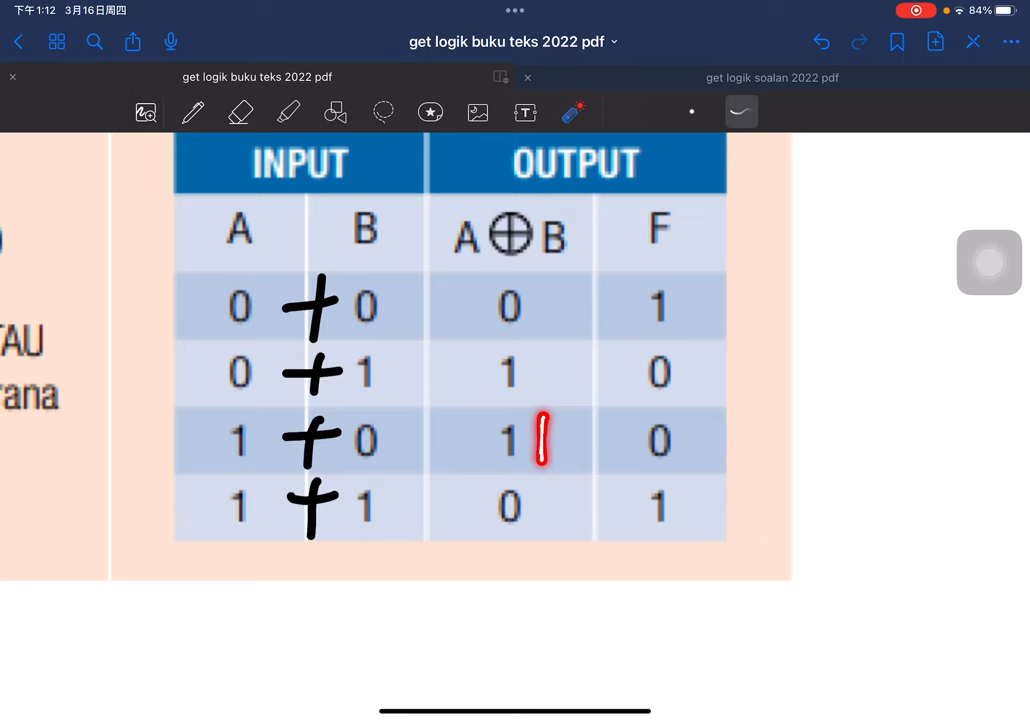 下午1:12 3月16日周四
84%
get logik buku teks 2022 pdf
get logik buku teks 2022 pdf
get logik soalan 2022 pdf
INPUT OUTPUT
A B A ⊕ B F
0 + 0 0 1
0 + 1 1 0
1 + 0 1 | 0
1 + 1 0 1
TAU
rana